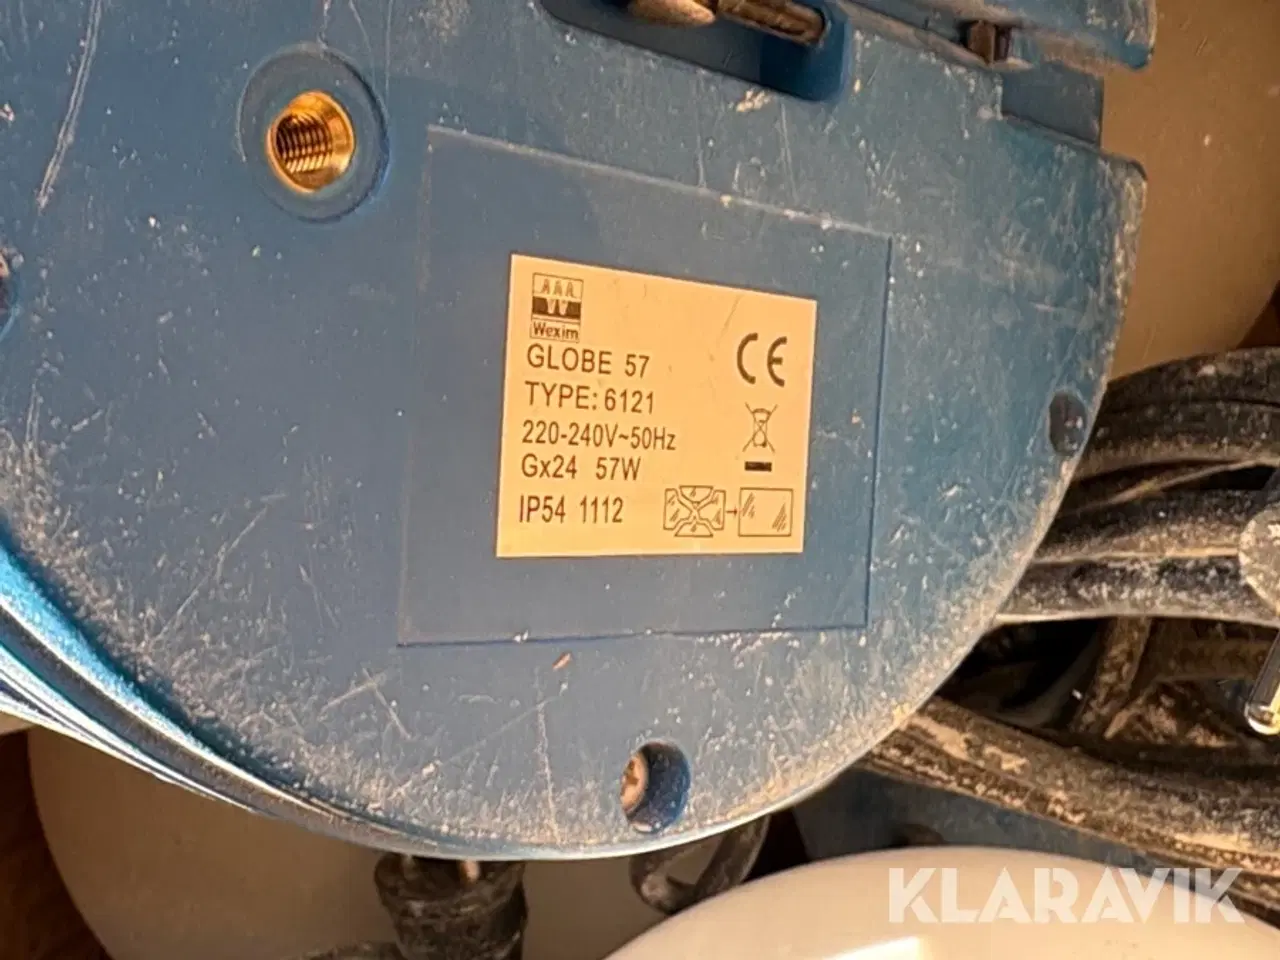 Wexim
GLOBE 57
TYPE: 6121
220-240V~50Hz
Gx24 57W
IP54 1112
CE
KLARAVIK